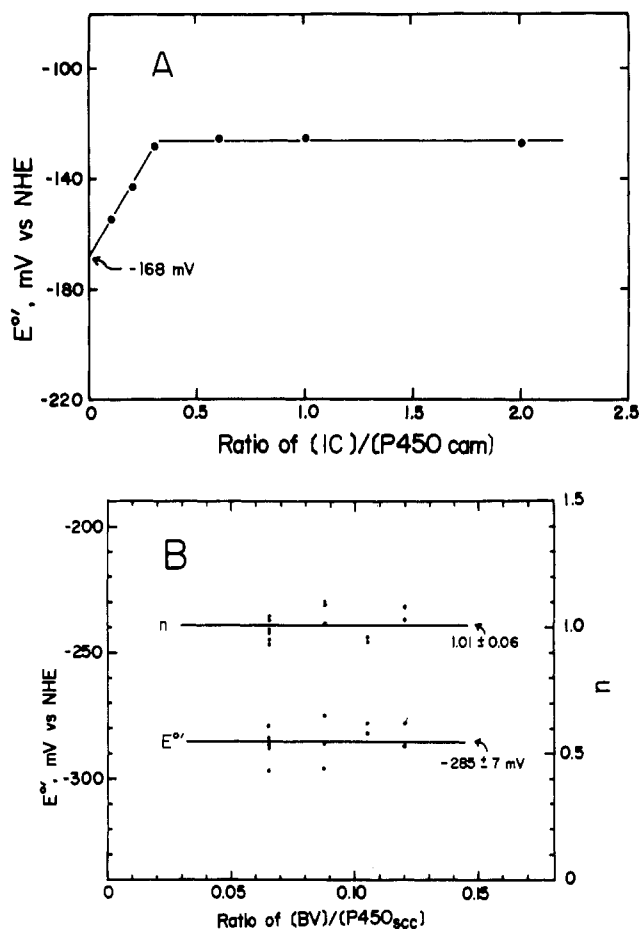 A
-100
-140
-180
-220
E°′, mV vs NHE
-168 mV
0 0.5 1.0 1.5 2.0 2.5
Ratio of (IC)/(P450 cam)
B
-200
-250
-300
E°′, mV vs NHE
1.5
1.0
0.5
0
n
n
1.01 ± 0.06
E°′
-285 ± 7 mV
0 0.05 0.10 0.15
Ratio of (BV)/(P450scc)